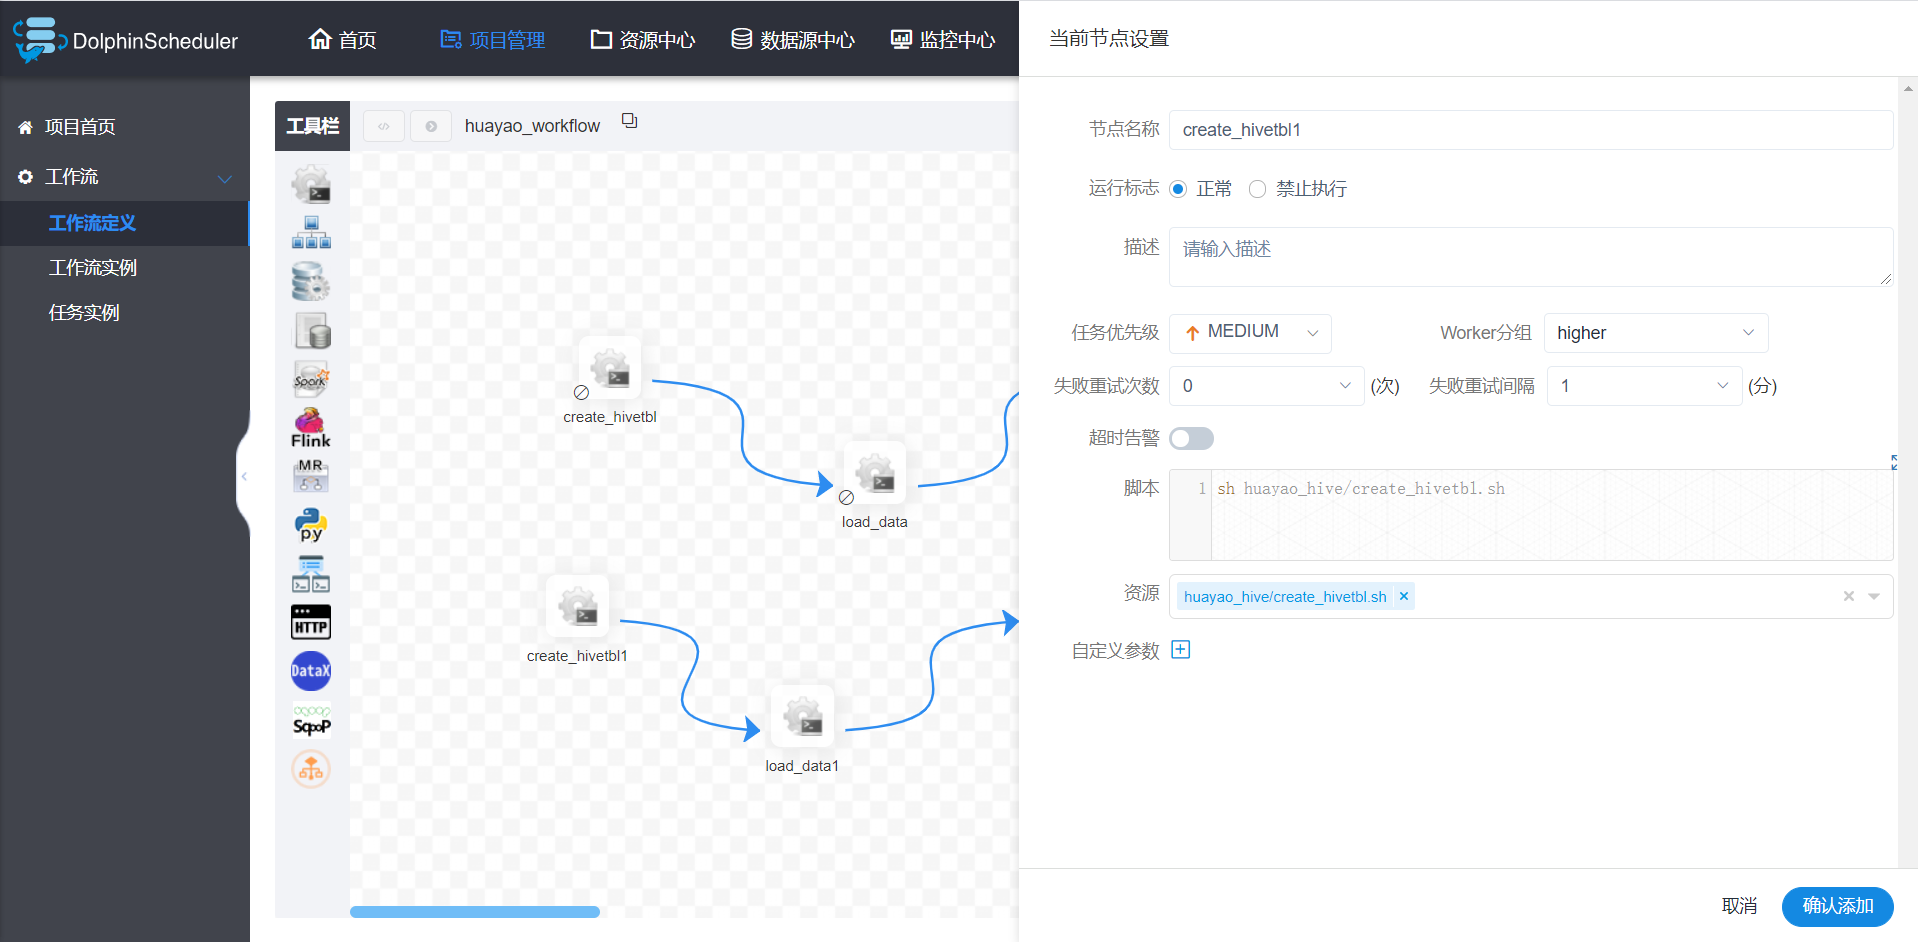 DolphinScheduler
首页
项目管理
资源中心
数据源中心
监控中心
项目首页
工作流
工作流定义
工作流实例
任务实例
工具栏
huayao_workflow
Spark
Flink
MR
py
HTTP
DataX
SqooP
create_hivetbl
load_data
create_hivetbl1
load_data1
当前节点设置
节点名称 create_hivetbl1
运行标志 正常 禁止执行
描述 请输入描述
任务优先级 MEDIUM Worker分组 higher
失败重试次数 0 (次) 失败重试间隔 1 (分)
超时告警
脚本 1 sh huayao_hive/create_hivetbl.sh
资源 huayao_hive/create_hivetbl.sh
自定义参数
取消 确认添加